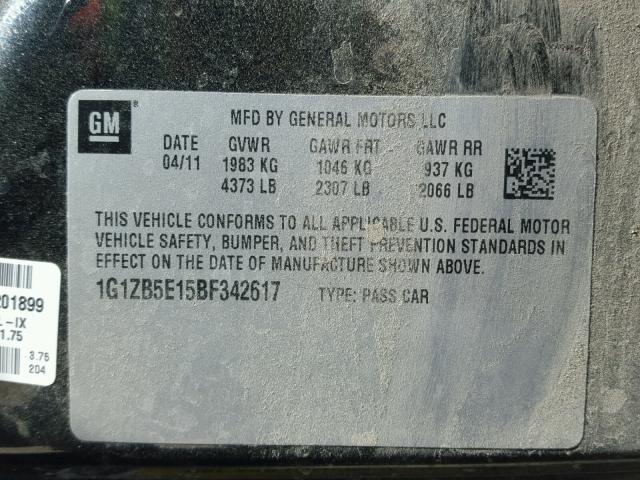 GM ®
MFD BY GENERAL MOTORS LLC
DATE GVWR GAWR FRT GAWR RR
04/11 1983 KG 1046 KG 937 KG
4373 LB 2307 LB 2066 LB
THIS VEHICLE CONFORMS TO ALL APPLICABLE U.S. FEDERAL MOTOR
VEHICLE SAFETY, BUMPER, AND THEFT PREVENTION STANDARDS IN
EFFECT ON THE DATE OF MANUFACTURE SHOWN ABOVE.
1G1ZB5E15BF342617 TYPE: PASS CAR
201899
L-IX
1.75
3.75
204